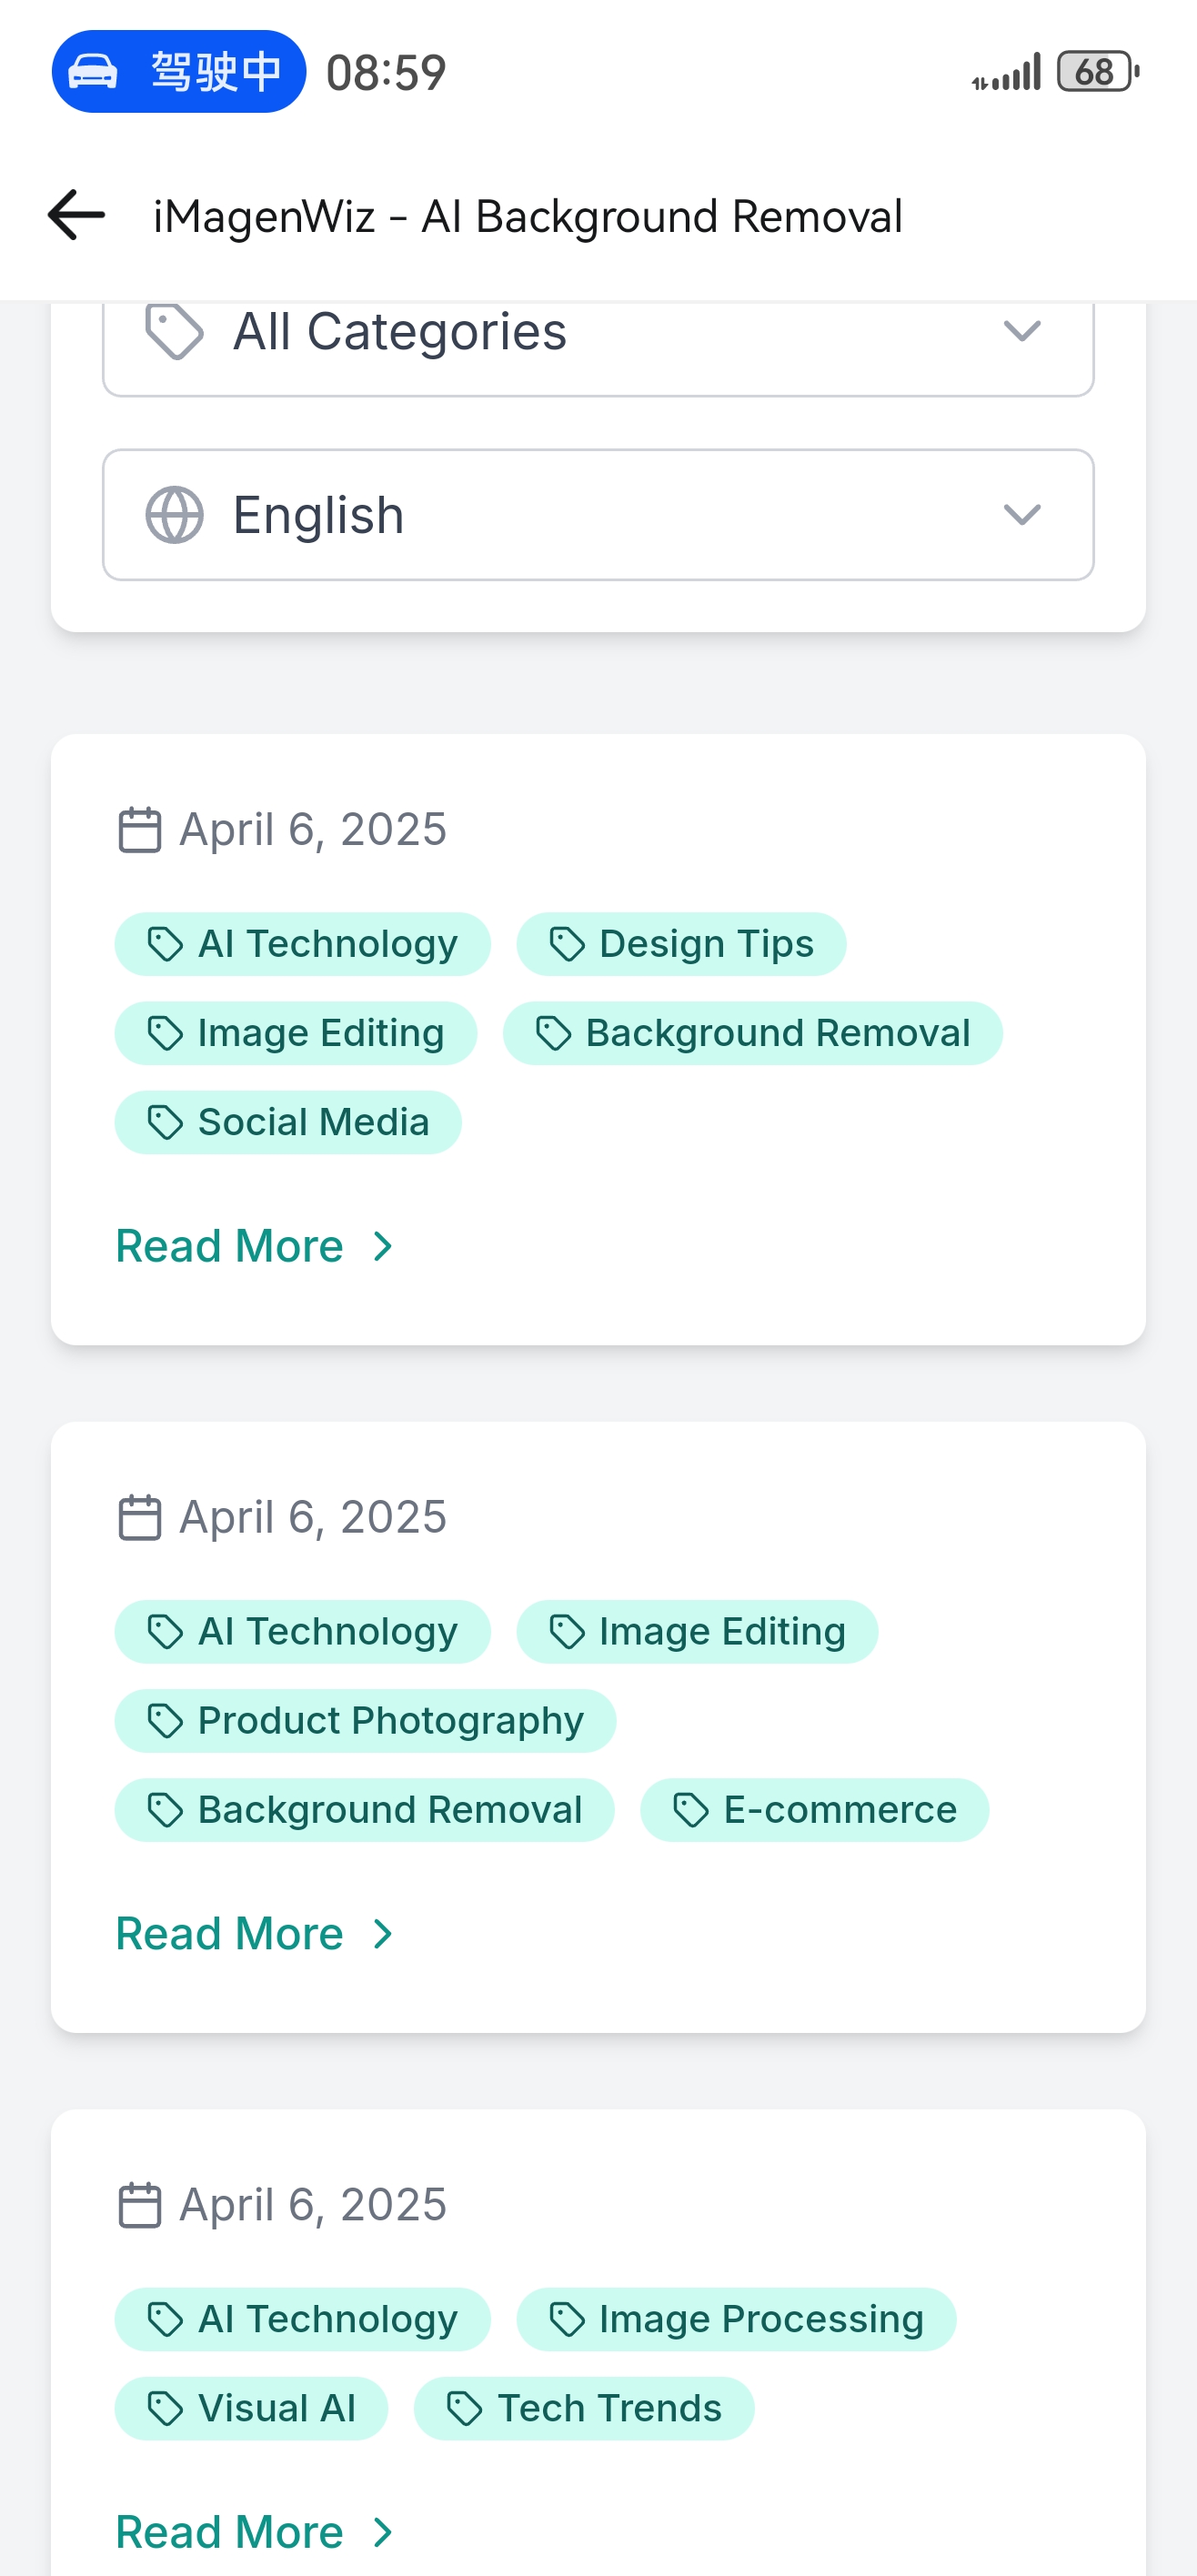 驾驶中 08:59 68
iMagenWiz - AI Background Removal
All Categories
English
April 6, 2025
AI Technology Design Tips
Image Editing Background Removal
Social Media
Read More
April 6, 2025
AI Technology Image Editing
Product Photography
Background Removal E-commerce
Read More
April 6, 2025
AI Technology Image Processing
Visual AI Tech Trends
Read More